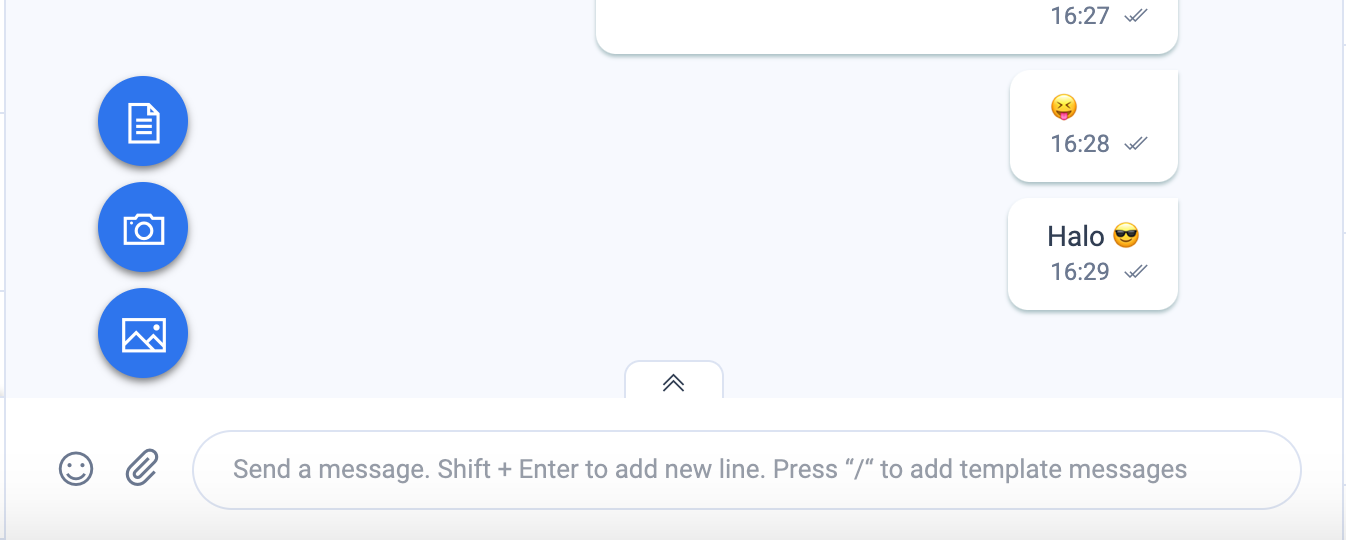 16:27
😝
16:28
Halo 😎
16:29
Send a message. Shift + Enter to add new line. Press “/“ to add template messages